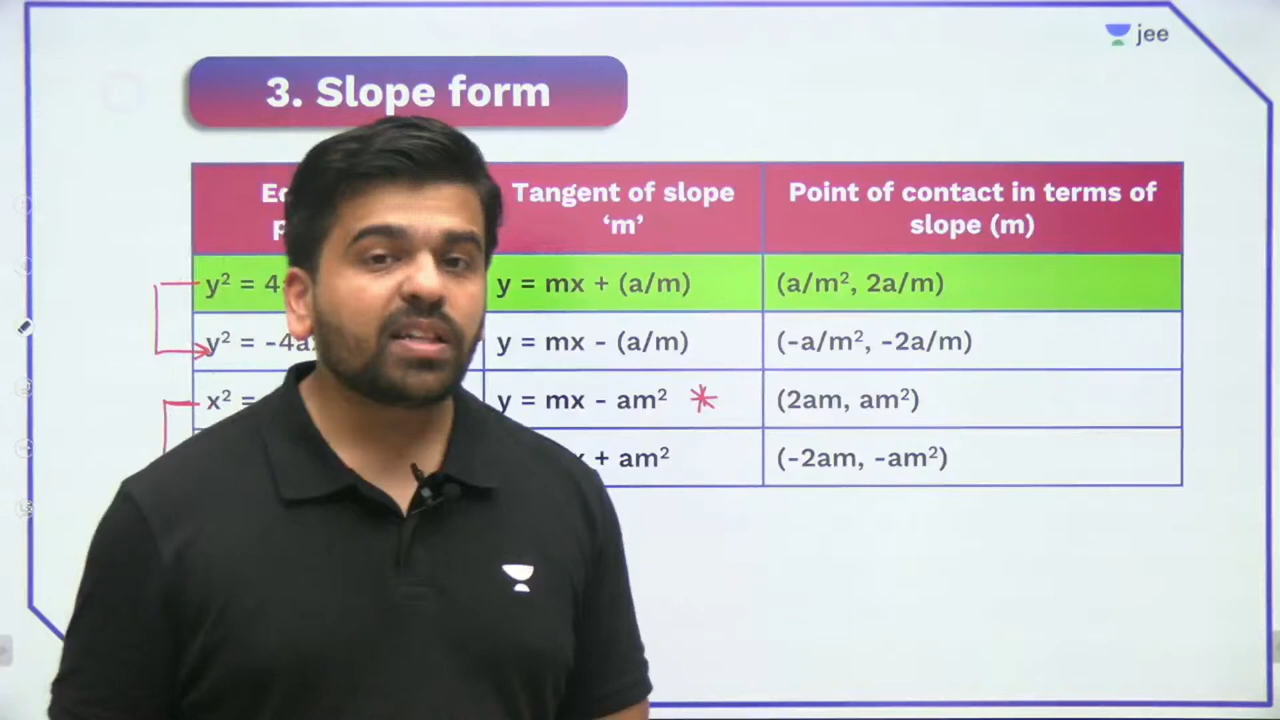 jee
3. Slope form
Tangent of slope
‘m’
Point of contact in terms of
slope (m)
y² = 4
y = mx + (a/m)
(a/m², 2a/m)
y² = -4a
y = mx - (a/m)
(-a/m², -2a/m)
x² =
y = mx - am²
(2am, am²)
+ am²
(-2am, -am²)